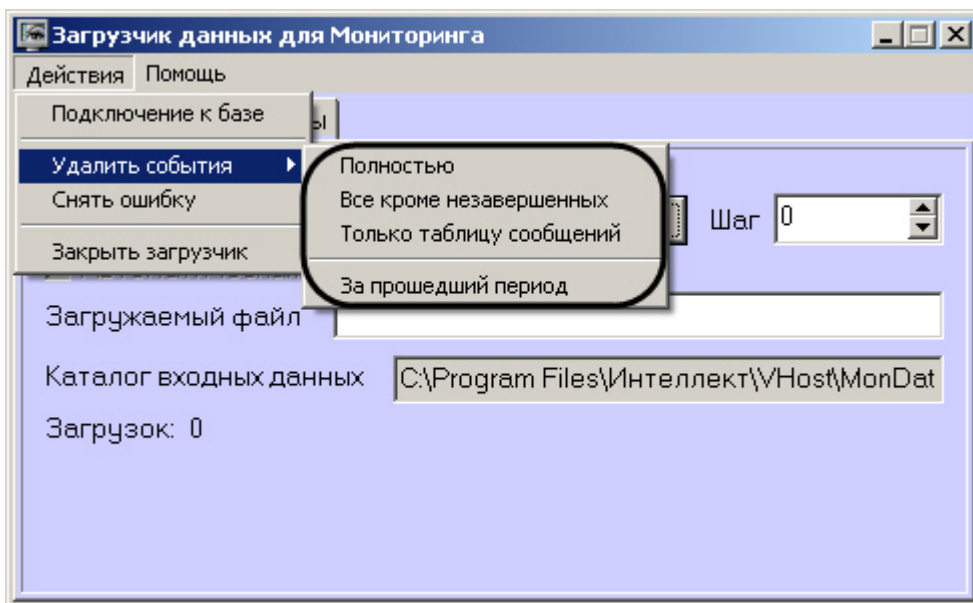 Загрузчик данных для Мониторинга
Действия Помощь
Подключение к базе
ы
Удалить события
Полностью
Снять ошибку
Все кроме незавершенных
Шаг 0
Только таблицу сообщений
Закрыть загрузчик
За прошедший период
Загружаемый файл
Каталог входных данных C:\Program Files\Интеллект\VHost\MonDat
Загрузок: 0